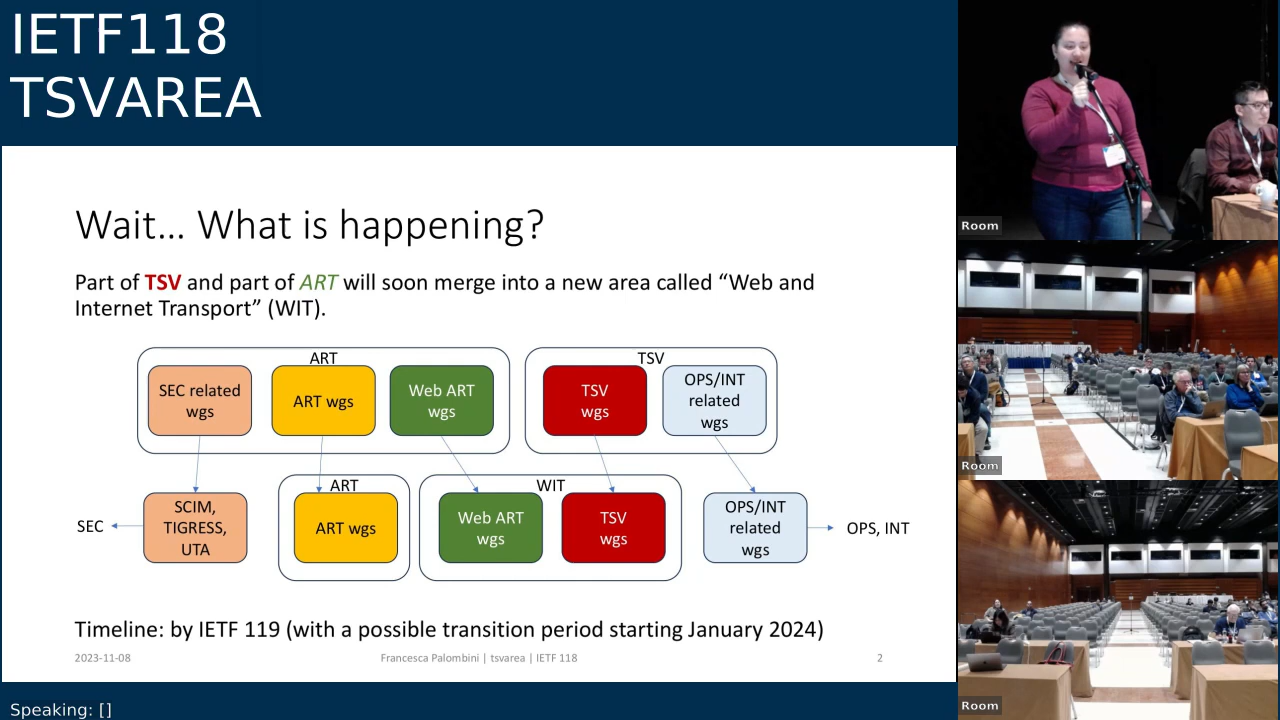 IETF118
TSVAREA
Wait… What is happening?
Part of TSV and part of ART will soon merge into a new area called “Web and
Internet Transport” (WIT).
ART
TSV
SEC related
wgs
ART wgs
Web ART
wgs
TSV
wgs
OPS/INT
related
wgs
ART
WIT
SEC
SCIM,
TIGRESS,
UTA
ART wgs
Web ART
wgs
TSV
wgs
OPS/INT
related
wgs
OPS, INT
Timeline: by IETF 119 (with a possible transition period starting January 2024)
2023-11-08
Francesca Palombini | tsvarea | IETF 118
2
Speaking: []
Room
Room
Room